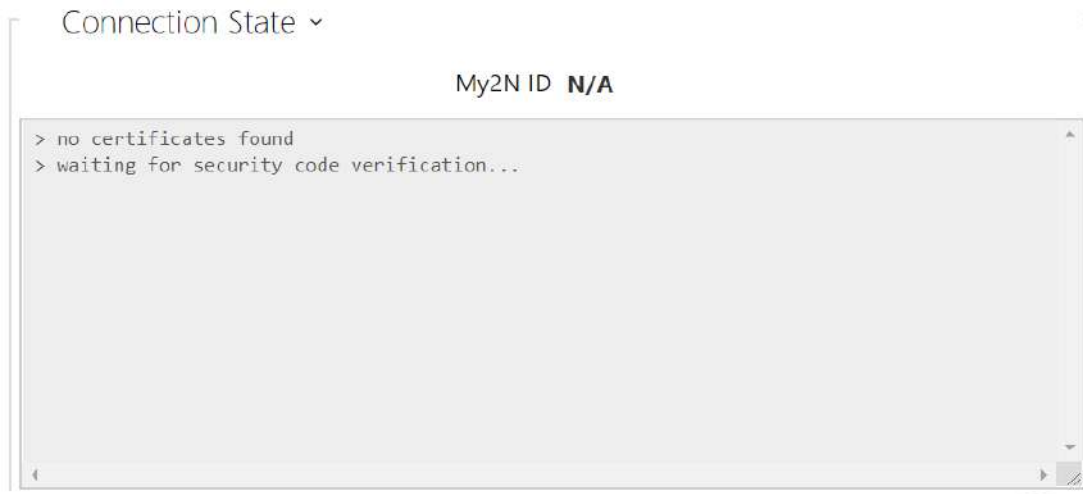 Connection State
My2N ID N/A
> no certificates found
> waiting for security code verification...